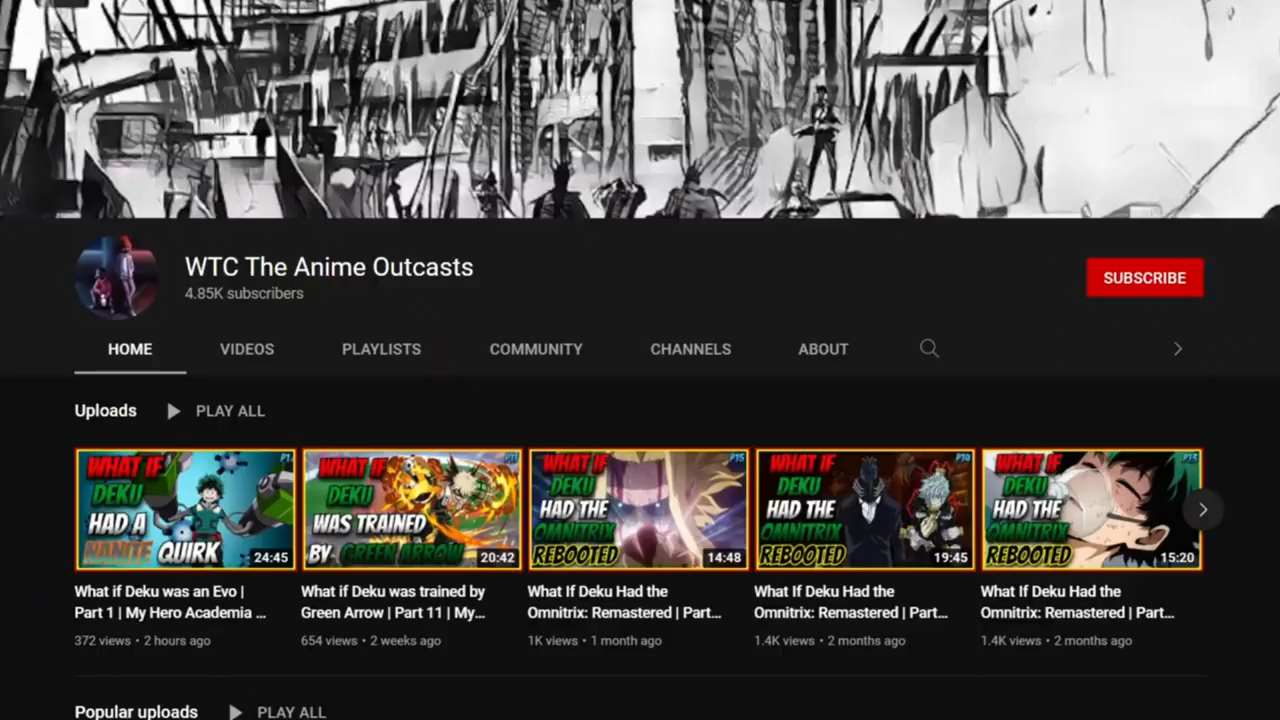 WTC The Anime Outcasts
4.85K subscribers
SUBSCRIBE
HOME
VIDEOS
PLAYLISTS
COMMUNITY
CHANNELS
ABOUT
Uploads
PLAY ALL
WHAT IF
DEKU
HAD A
NANITE QUIRK
24:45
WHAT IF
DEKU
WAS TRAINED
BY GREEN ARROW
20:42
WHAT IF
P15
DEKU
HAD THE
OMNITRIX
REBOOTED
14:48
WHAT IF
DEKU
HAD THE
OMNITRIX
REBOOTED
19:45
WHAT IF
DEKU
HAD THE
OMNITRIX
REBOOTED
15:20
What if Deku was an Evo |
Part 1 | My Hero Academia ...
372 views • 2 hours ago
What if Deku was trained by
Green Arrow | Part 11 | My...
654 views • 2 weeks ago
What If Deku Had the
Omnitrix: Remastered | Part...
1K views • 1 month ago
What If Deku Had the
Omnitrix: Remastered | Part...
1.4K views • 2 months ago
What If Deku Had the
Omnitrix: Remastered | Part...
1.4K views • 2 months ago
Popular uploads
PLAY ALL